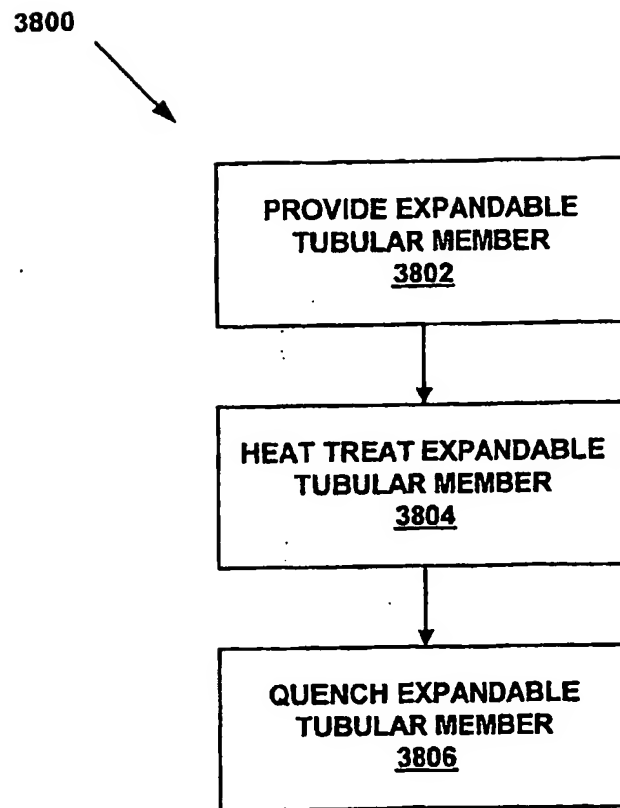 3800
PROVIDE EXPANDABLE
TUBULAR MEMBER
3802
HEAT TREAT EXPANDABLE
TUBULAR MEMBER
3804
QUENCH EXPANDABLE
TUBULAR MEMBER
3806